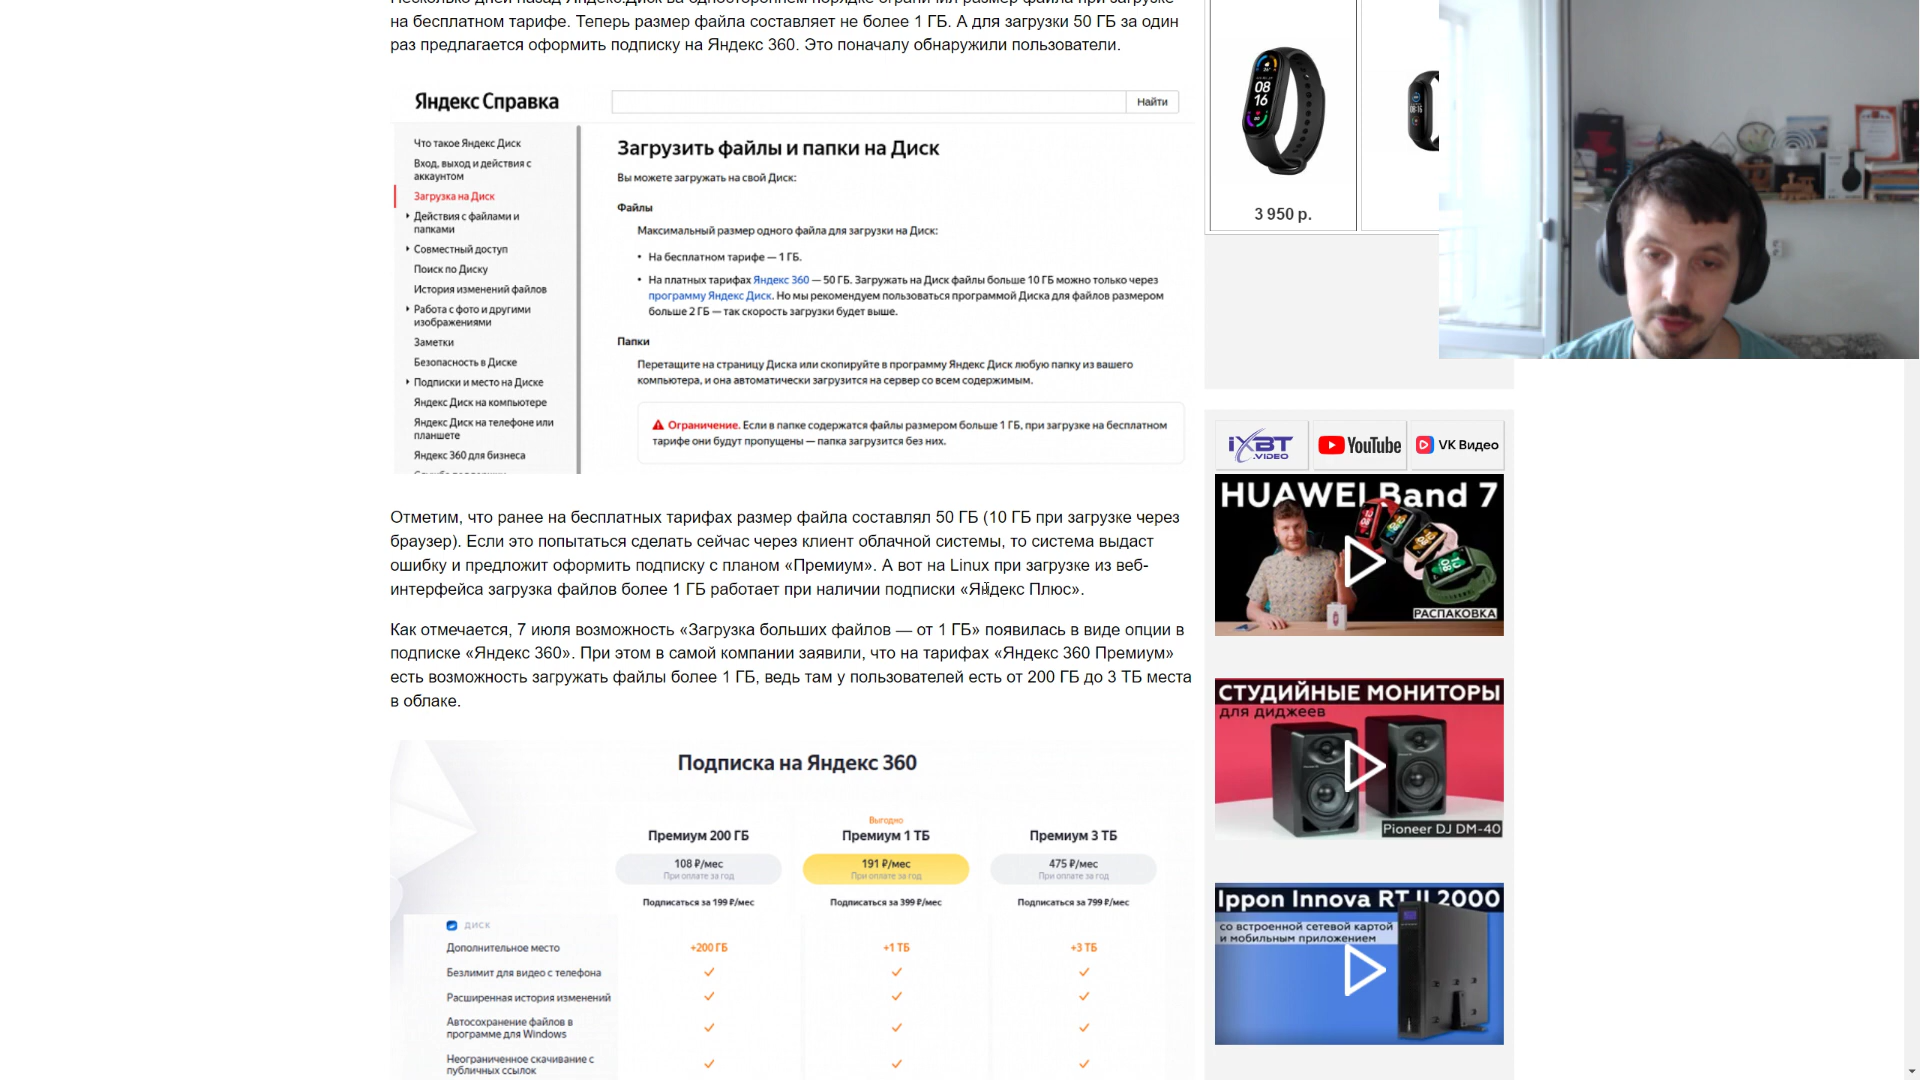 на бесплатном тарифе. Теперь размер файла составляет не более 1 ГБ. А для загрузки 50 ГБ за один
раз предлагается оформить подписку на Яндекс 360. Это поначалу обнаружили пользователи.
Яндекс Справка
Найти
Что такое Яндекс Диск
Вход, выход и действия с
аккаунтом
Загрузка на Диск
Действия с файлами и
папками
Совместный доступ
Поиск по Диску
История изменений файлов
Работа с фото и другими
изображениями
Заметки
Безопасность в Диске
Подписки и место на Диске
Яндекс Диск на компьютере
Яндекс Диск на телефоне или
планшете
Яндекс 360 для бизнеса
Загрузить файлы и папки на Диск
Вы можете загружать на свой Диск:
Файлы
Максимальный размер одного файла для загрузки на Диск:
• На бесплатном тарифе — 1 ГБ.
• На платных тарифах Яндекс 360 — 50 ГБ. Загружать на Диск файлы больше 10 ГБ можно только через
программу Яндекс Диск. Но мы рекомендуем пользоваться программой Диска для файлов размером
больше 2 ГБ — так скорость загрузки будет выше.
Папки
Перетащите на страницу Диска или скопируйте в программу Яндекс Диск любую папку из вашего
компьютера, и она автоматически загрузится на сервер со всем содержимым.
Ограничение. Если в папке содержатся файлы размером больше 1 ГБ, при загрузке на бесплатном
тарифе они будут пропущены — папка загрузится без них.
Отметим, что ранее на бесплатных тарифах размер файла составлял 50 ГБ (10 ГБ при загрузке через
браузер). Если это попытаться сделать сейчас через клиент облачной системы, то система выдаст
ошибку и предложит оформить подписку с планом «Премиум». А вот на Linux при загрузке из веб-
интерфейса загрузка файлов более 1 ГБ работает при наличии подписки «Яндекс Плюс».
Как отмечается, 7 июля возможность «Загрузка больших файлов — от 1 ГБ» появилась в виде опции в
подписке «Яндекс 360». При этом в самой компании заявили, что на тарифах «Яндекс 360 Премиум»
есть возможность загружать файлы более 1 ГБ, ведь там у пользователей есть от 200 ГБ до 3 ТБ места
в облаке.
Подписка на Яндекс 360
Выгодно
Премиум 200 ГБ
Премиум 1 ТБ
Премиум 3 ТБ
108 ₽/мес
191 ₽/мес
475 ₽/мес
При оплате за год
При оплате за год
При оплате за год
Подписаться за 199 ₽/мес
Подписаться за 399 ₽/мес
Подписаться за 799 ₽/мес
ДИСК
Дополнительное место
+200 ГБ
+1 ТБ
+3 ТБ
Безлимит для видео с телефона
Расширенная история изменений
Автосохранение файлов в
программе для Windows
Неограниченное скачивание с
публичных ссылок
08
16
3 950 р.
iXBT
.VIDEO
YouTube
VK Видео
HUAWEI Band 7
РАСПАКОВКА
СТУДИЙНЫЕ МОНИТОРЫ
для диджеев
Pioneer DJ DM-40
Ippon Innova RT II 2000
со встроенной сетевой картой
и мобильным приложением